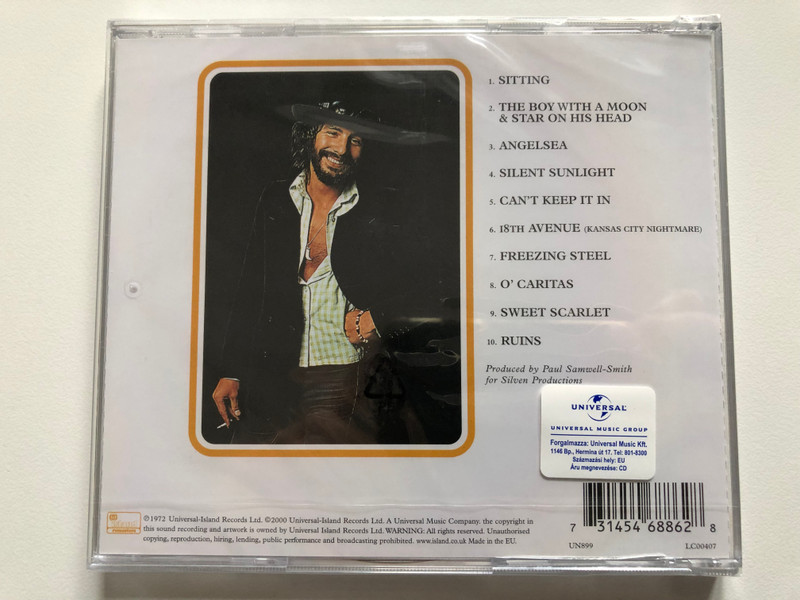 1. SITTING
2. THE BOY WITH A MOON
& STAR ON HIS HEAD
3. ANGELSEA
4. SILENT SUNLIGHT
5. CAN'T KEEP IT IN
6. 18TH AVENUE (KANSAS CITY NIGHTMARE)
7. FREEZING STEEL
8. O' CARITAS
9. SWEET SCARLET
10. RUINS
Produced by Paul Samwell-Smith
for Silven Productions
UNIVERSAL
UNIVERSAL MUSIC GROUP
Forgalmazza: Universal Music Kft.
1146 Bp., Hermina út 17. Tel: 801-8300
Származási hely: EU
Áru megnevezése: CD
℗1972 Universal-Island Records Ltd. ©2000 Universal-Island Records Ltd. A Universal Music Company. the copyright in
this sound recording and artwork is owned by Universal Island Records Ltd. WARNING: All rights reserved. Unauthorised
copying, reproduction, hiring, lending, public performance and broadcasting prohibited. www.island.co.uk Made in the EU.
7 31454 68862 8
UN899 LC00407